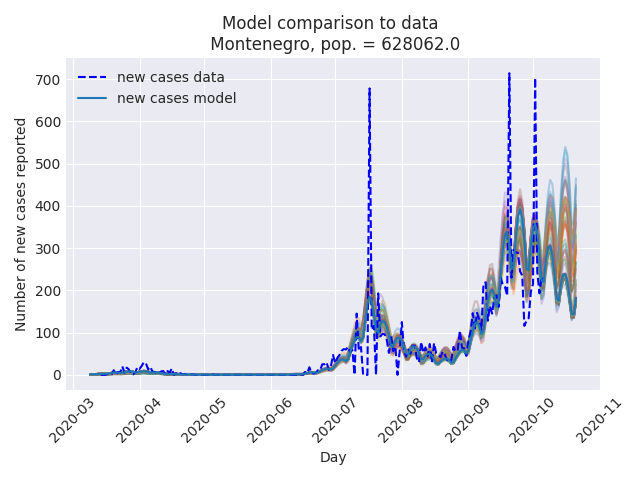 Model comparison to data
Montenegro, pop. = 628062.0
new cases data
new cases model
Number of new cases reported
700
600
500
400
300
200
100
0
2020-03
2020-04
2020-05
2020-06
2020-07
2020-08
2020-09
2020-10
2020-11
Day